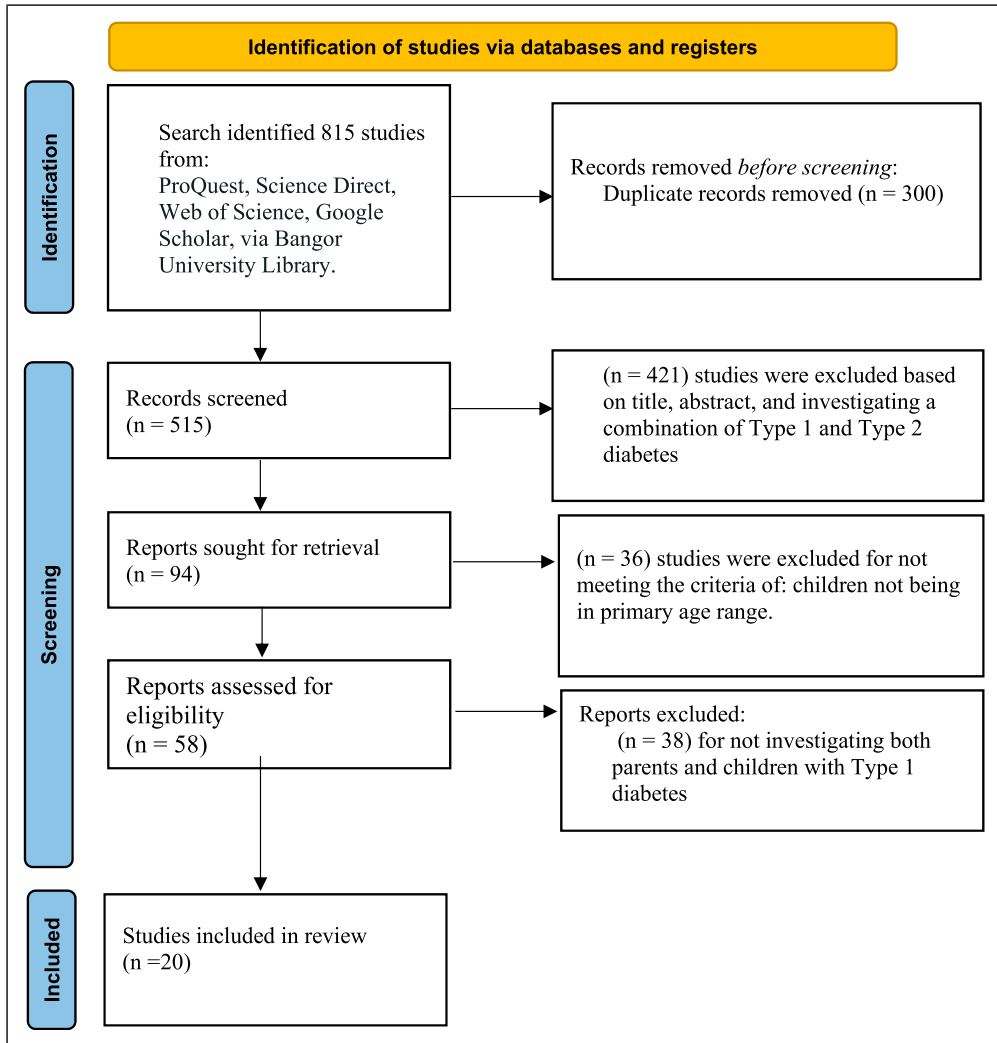 Identification of studies via databases and registers
Identification
Search identified 815 studies
from:
ProQuest, Science Direct,
Web of Science, Google
Scholar, via Bangor
University Library.
Records removed before screening:
Duplicate records removed (n = 300)
Screening
Records screened
(n = 515)
(n = 421) studies were excluded based
on title, abstract, and investigating a
combination of Type 1 and Type 2
diabetes
Reports sought for retrieval
(n = 94)
(n = 36) studies were excluded for not
meeting the criteria of: children not being
in primary age range.
Reports assessed for
eligibility
(n = 58)
Reports excluded:
(n = 38) for not investigating both
parents and children with Type 1
diabetes
Included
Studies included in review
(n =20)